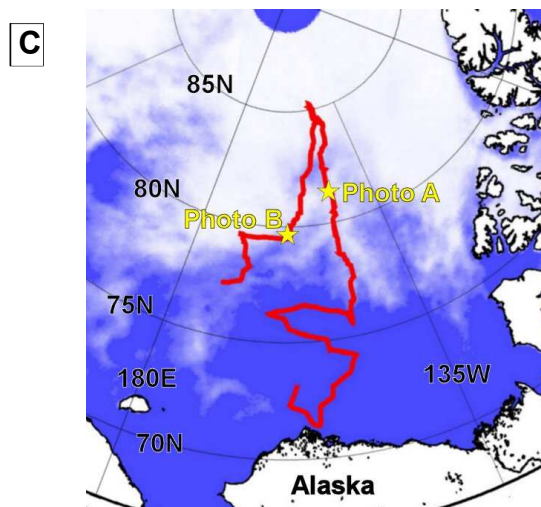 C
85N
80N
Photo A
Photo B
75N
180E
135W
70N
Alaska